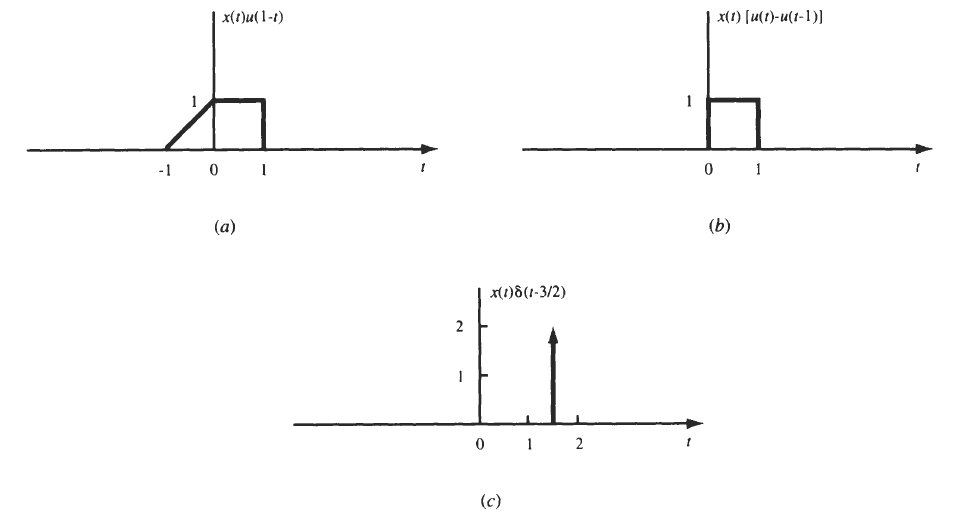 x(t)u(1-t)
1
-1 0 1 t
(a)
x(t) [u(t)-u(t-1)]
1
0 1 t
(b)
x(t)δ(t-3/2)
2
1
0 1 2 t
(c)